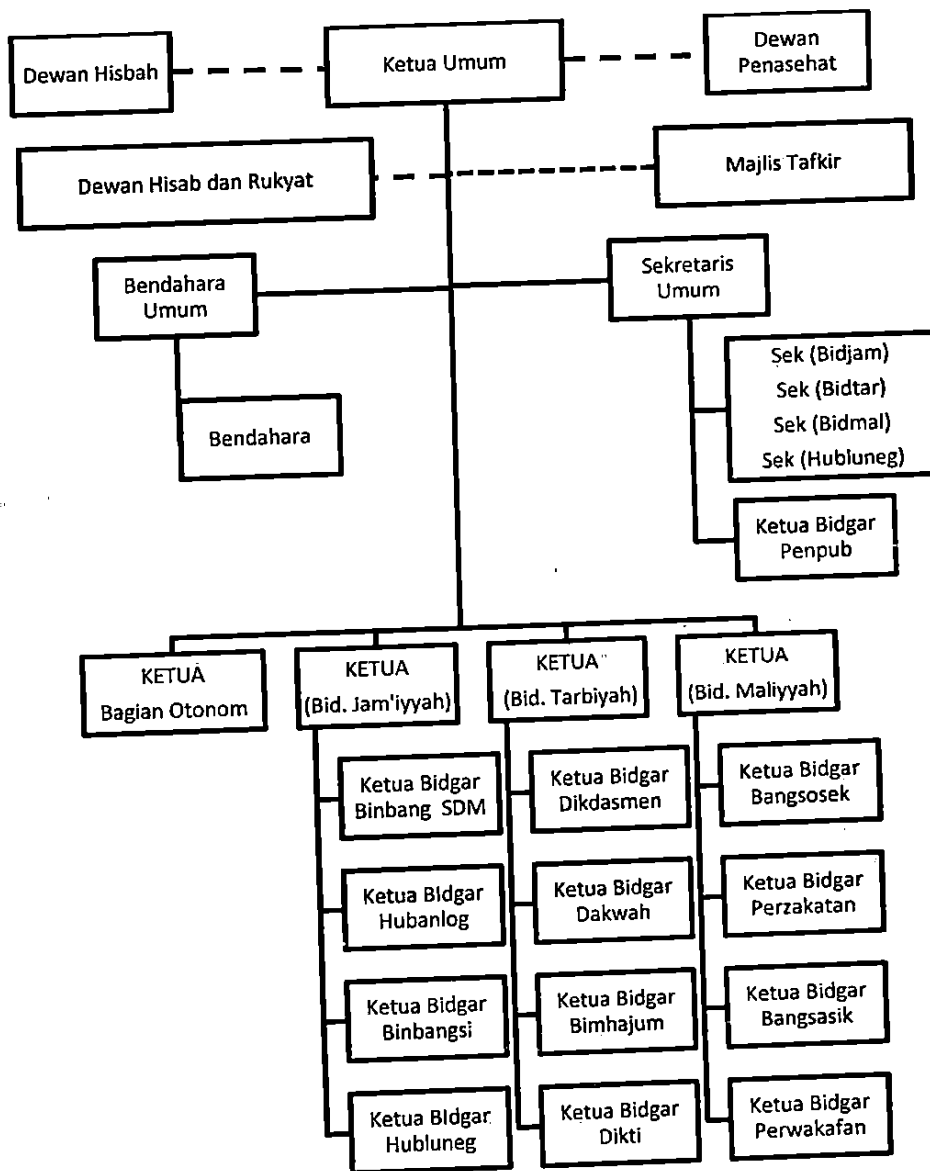 Dewan Hisbah
Ketua Umum
Dewan
Penasehat
Dewan Hisab dan Rukyat
Majlis Tafkir
Bendahara
Umum
Sekretaris
Umum
Bendahara
Sek (Bidjam)
Sek (Bidtar)
Sek (Bidmal)
Sek (Hubluneg)
Ketua Bidgar
Penpub
KETUA
Bagian Otonom
KETUA
(Bid. Jam'iyyah)
KETUA
(Bid. Tarbiyah)
KETUA
(Bid. Maliyyah)
Ketua Bidgar
Binbang SDM
Ketua Bidgar
Hubanlog
Ketua Bidgar
Binbangsi
Ketua Bidgar
Hubluneg
Ketua Bidgar
Dikdasmen
Ketua Bidgar
Dakwah
Ketua Bidgar
Bimhajum
Ketua Bidgar
Dikti
Ketua Bidgar
Bangsosek
Ketua Bidgar
Perzakatan
Ketua Bidgar
Bangsasik
Ketua Bidgar
Perwakafan